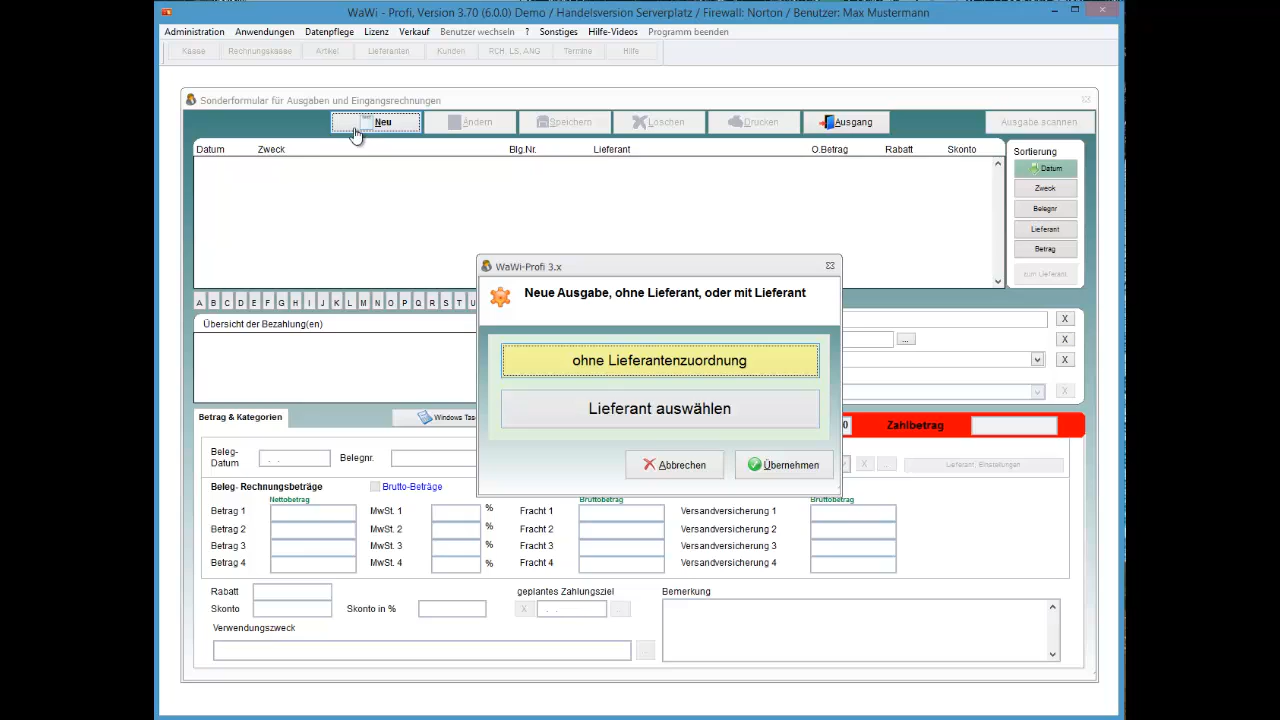 WaWi - Profi, Version 3.70 (6.0.0) Demo / Handelsversion Serverplatz / Firewall: Norton / Benutzer: Max Mustermann
Administration Anwendungen Datenpflege Lizenz Verkauf Benutzer wechseln ? Sonstiges Hilfe-Videos Programm beenden
Kasse Rechnungskasse Artikel Lieferanten Kunden RCH, LS, ANG Termine Hilfe
Sonderformular für Ausgaben und Eingangsrechnungen
Neu Ändern Speichern Löschen Drucken Ausgang Ausgabe scannen
Datum Zweck Blg.Nr. Lieferant O.Betrag Rabatt Skonto
Sortierung
Datum
Zweck
Belegnr
Lieferant
Betrag
zum Lieferant
WaWi-Profi 3.x
Neue Ausgabe, ohne Lieferant, oder mit Lieferant
ohne Lieferantenzuordnung
Lieferant auswählen
Abbrechen Übernehmen
A B C D E F G H I J K L M N O P Q R S T U
Übersicht der Bezahlung(en)
X
... X
X
X
Betrag & Kategorien Windows Tas 0 Zahlbetrag
Beleg-
Datum . . Belegnr. X ... Lieferant, Einstellungen
Beleg- Rechnungsbeträge Brutto-Beträge
Nettobetrag Bruttobetrag Bruttobetrag
Betrag 1 MwSt. 1 % Fracht 1 Versandversicherung 1
Betrag 2 MwSt. 2 % Fracht 2 Versandversicherung 2
Betrag 3 MwSt. 3 % Fracht 3 Versandversicherung 3
Betrag 4 MwSt. 4 % Fracht 4 Versandversicherung 4
Rabatt geplantes Zahlungsziel Bemerkung
Skonto Skonto in % X . . ...
Verwendungszweck
...